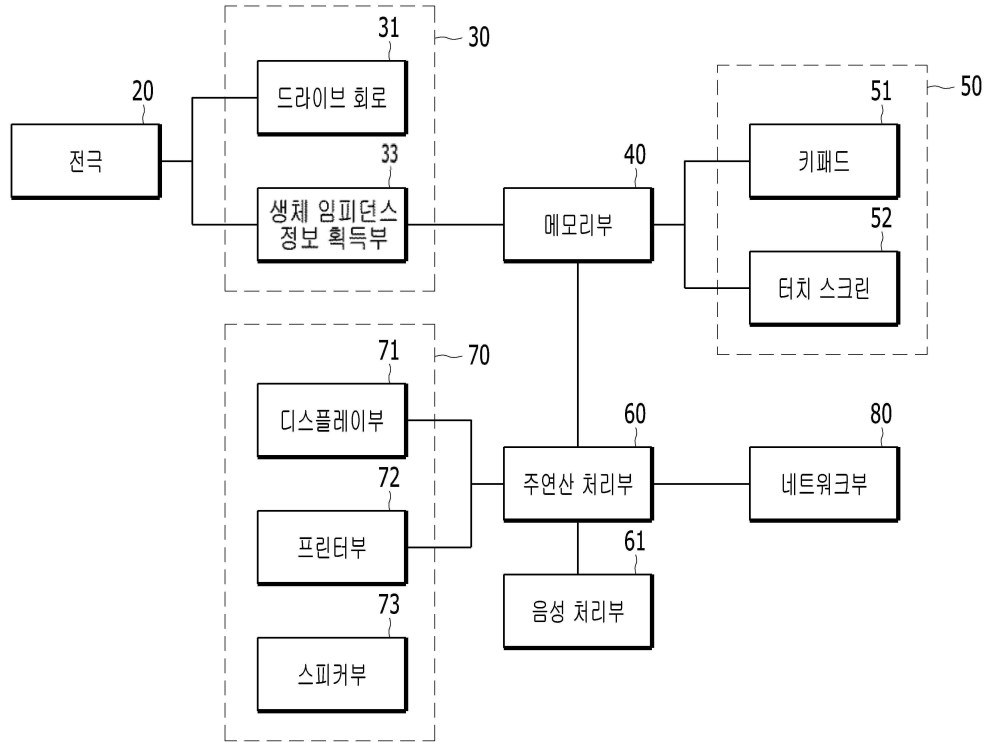 31
30
드라이브 회로
20
전극
33
생체 임피던스
정보 획득부
40
메모리부
50
51
키패드
52
터치 스크린
70
71
디스플레이부
72
프린터부
73
스피커부
60
주연산 처리부
61
음성 처리부
80
네트워크부